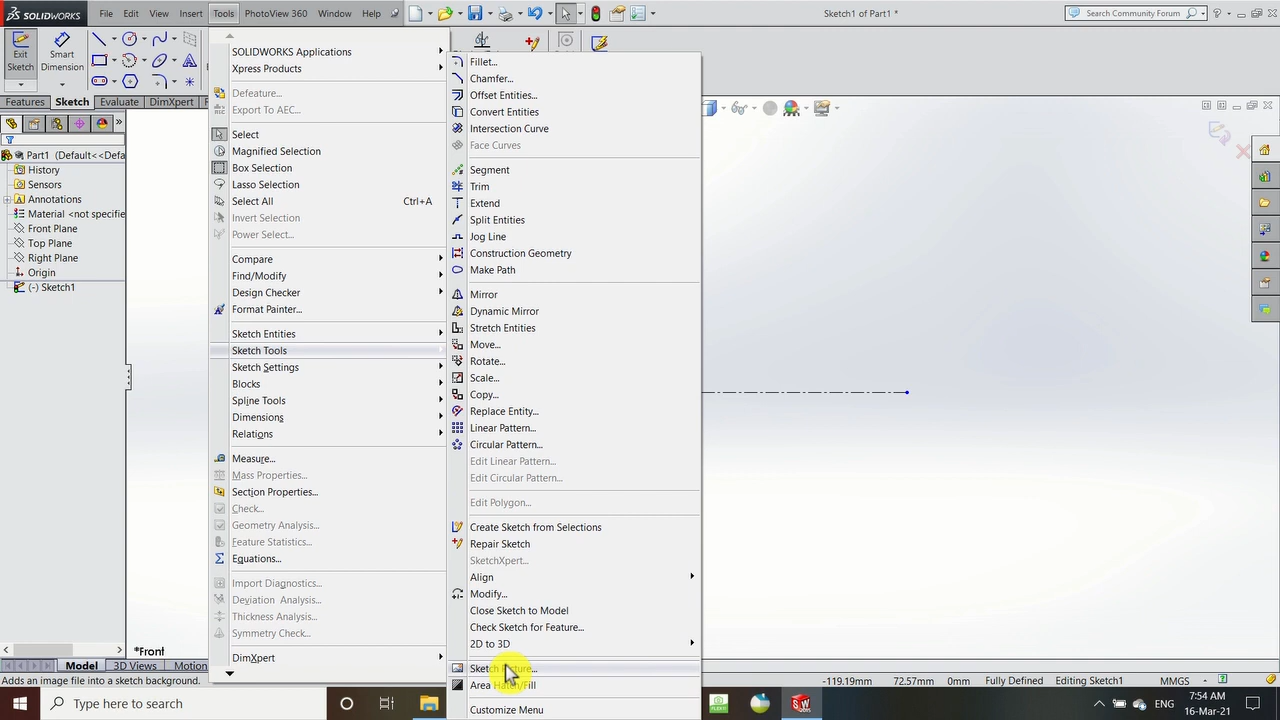 SOLIDWORKS File Edit View Insert Tools PhotoView 360 Window Help Sketch1 of Part1 * Search Community Forum
Exit Sketch
Smart Dimension
Features Sketch Evaluate DimXpert
Part1 (Default<<Defa
History
Sensors
Annotations
Material <not specifie
Front Plane
Top Plane
Right Plane
Origin
(-) Sketch1
SOLIDWORKS Applications
Xpress Products
Defeature...
Export To AEC...
Select
Magnified Selection
Box Selection
Lasso Selection
Select All Ctrl+A
Invert Selection
Power Select...
Compare
Find/Modify
Design Checker
Format Painter...
Sketch Entities
Sketch Tools
Sketch Settings
Blocks
Spline Tools
Dimensions
Relations
Measure...
Mass Properties...
Section Properties...
Check...
Geometry Analysis...
Feature Statistics...
Equations...
Import Diagnostics...
Deviation Analysis...
Thickness Analysis...
Symmetry Check...
DimXpert
Fillet...
Chamfer...
Offset Entities...
Convert Entities
Intersection Curve
Face Curves
Segment
Trim
Extend
Split Entities
Jog Line
Construction Geometry
Make Path
Mirror
Dynamic Mirror
Stretch Entities
Move...
Rotate...
Scale...
Copy...
Replace Entity...
Linear Pattern...
Circular Pattern...
Edit Linear Pattern...
Edit Circular Pattern...
Edit Polygon...
Create Sketch from Selections
Repair Sketch
SketchXpert...
Align
Modify...
Close Sketch to Model
Check Sketch for Feature...
2D to 3D
Sketch Picture...
Area Hatch/Fill
Customize Menu
*Front
Model 3D Views Motion
Adds an image file to a sketch background. -119.19mm 72.57mm 0mm Fully Defined Editing Sketch1 MMGS
Type here to search
7:54 AM
16-Mar-21